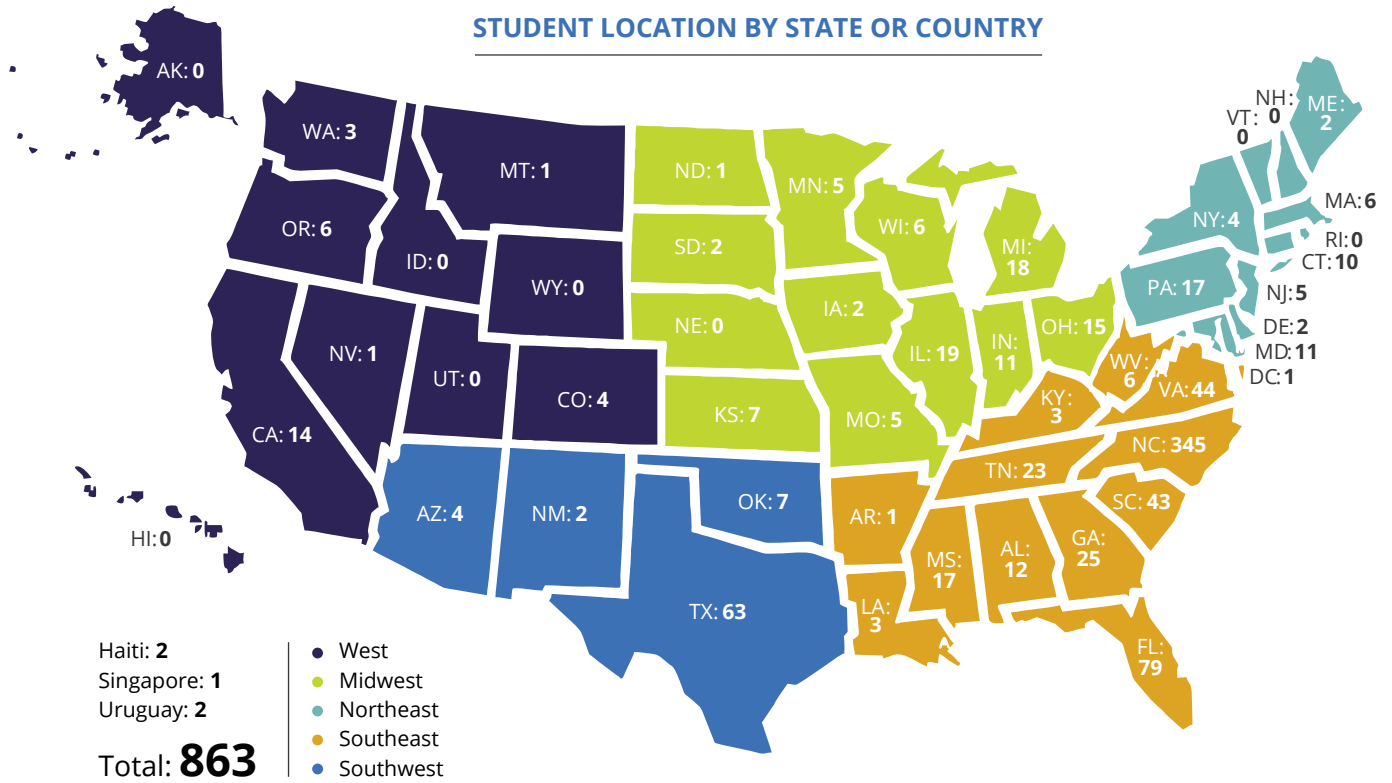 STUDENT LOCATION BY STATE OR COUNTRY
AK: 0
WA: 3
MT: 1
ND: 1
MN: 5
VT:
0
NH:
0
ME:
2
OR: 6
ID: 0
WY: 0
SD: 2
WI: 6
MI:
18
NY: 4
MA: 6
RI: 0
CT: 10
NV: 1
UT: 0
CO: 4
NE: 0
IA: 2
IL: 19
IN:
11
OH: 15
PA: 17
NJ: 5
DE: 2
MD: 11
DC: 1
CA: 14
KS: 7
MO: 5
KY:
3
WV:
6
VA: 44
HI: 0
AZ: 4
NM: 2
OK: 7
AR: 1
TN: 23
NC: 345
SC: 43
TX: 63
LA:
3
MS:
17
AL:
12
GA:
25
FL:
79
Haiti: 2
Singapore: 1
Uruguay: 2
Total: 863
West
Midwest
Northeast
Southeast
Southwest